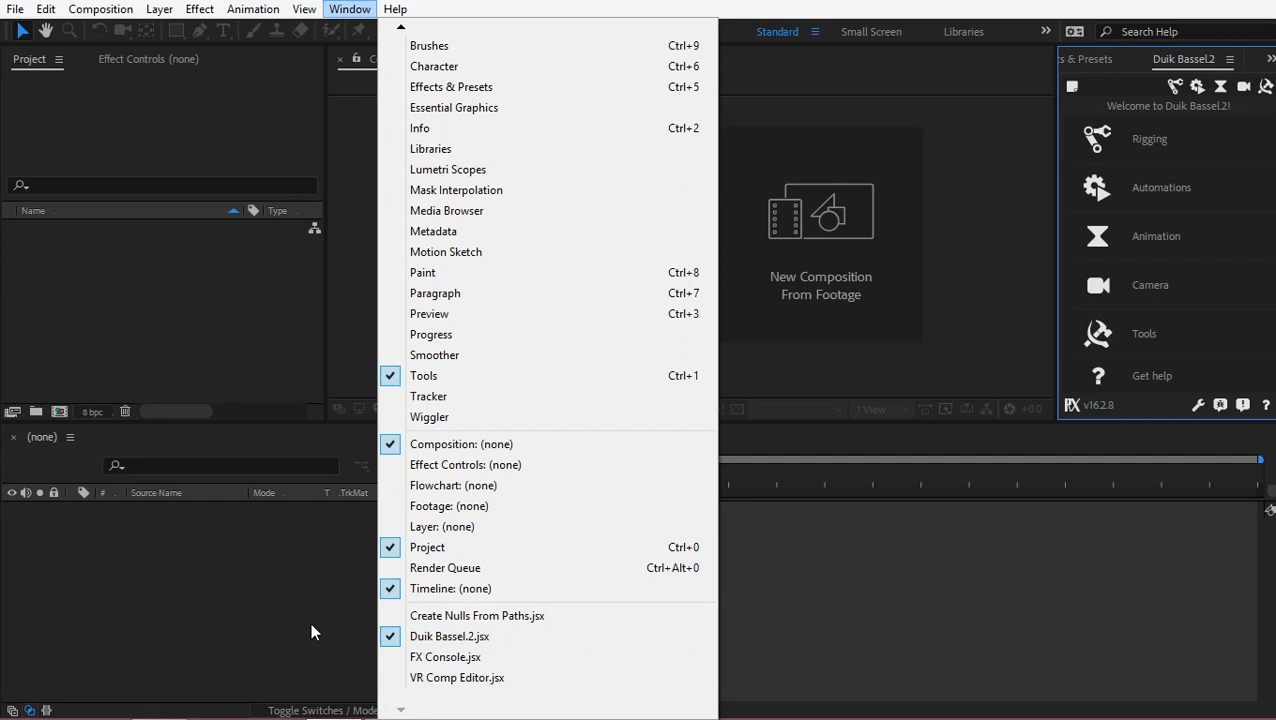 File Edit Composition Layer Effect Animation View Window Help
Standard Small Screen Libraries Search Help
Project Effect Controls (none)
s & Presets Duik Bassel.2
Welcome to Duik Bassel.2!
Rigging
Automations
Animation
Camera
Tools
Get help
v16.2.8
Name Type
8 bpc
New Composition
From Footage
1 View +0.0
Brushes Ctrl+9
Character Ctrl+6
Effects & Presets Ctrl+5
Essential Graphics
Info Ctrl+2
Libraries
Lumetri Scopes
Mask Interpolation
Media Browser
Metadata
Motion Sketch
Paint Ctrl+8
Paragraph Ctrl+7
Preview Ctrl+3
Progress
Smoother
Tools Ctrl+1
Tracker
Wiggler
Composition: (none)
Effect Controls: (none)
Flowchart: (none)
Footage: (none)
Layer: (none)
Project Ctrl+0
Render Queue Ctrl+Alt+0
Timeline: (none)
Create Nulls From Paths.jsx
Duik Bassel.2.jsx
FX Console.jsx
VR Comp Editor.jsx
(none)
# Source Name Mode T .TrkMat
Toggle Switches / Mode